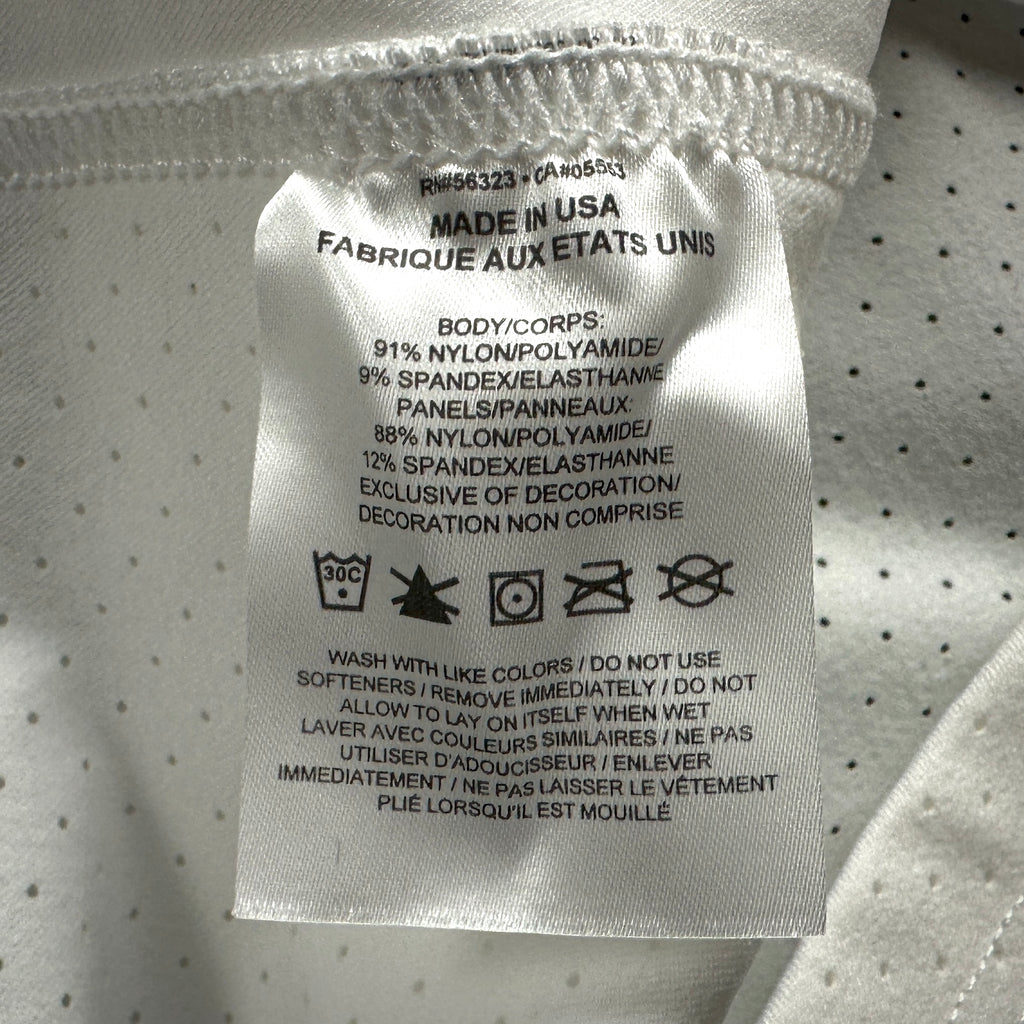 RN#56323 • CA#05553
MADE IN USA
FABRIQUE AUX ETATS UNIS
BODY/CORPS:
91% NYLON/POLYAMIDE/
9% SPANDEX/ELASTHANNE
PANELS/PANNEAUX:
88% NYLON/POLYAMIDE/
12% SPANDEX/ELASTHANNE
EXCLUSIVE OF DECORATION/
DECORATION NON COMPRISE
30C
WASH WITH LIKE COLORS / DO NOT USE
SOFTENERS / REMOVE IMMEDIATELY / DO NOT
ALLOW TO LAY ON ITSELF WHEN WET
LAVER AVEC COULEURS SIMILAIRES / NE PAS
UTILISER D'ADOUCISSEUR / ENLEVER
IMMEDIATEMENT / NE PAS LAISSER LE VÉTEMENT
PLIÉ LORSQU'IL EST MOUILLÉ